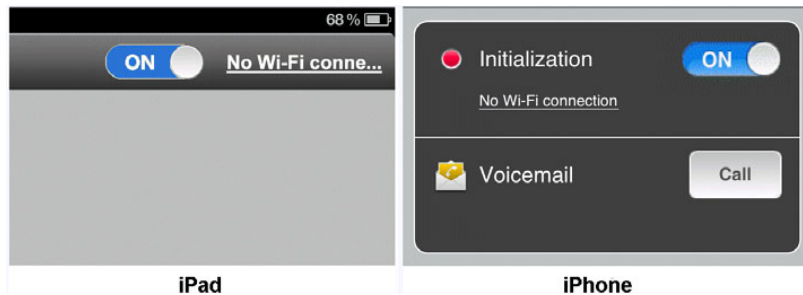 68 %
ON
No Wi-Fi conne...
iPad
Initialization
ON
No Wi-Fi connection
Voicemail
Call
iPhone